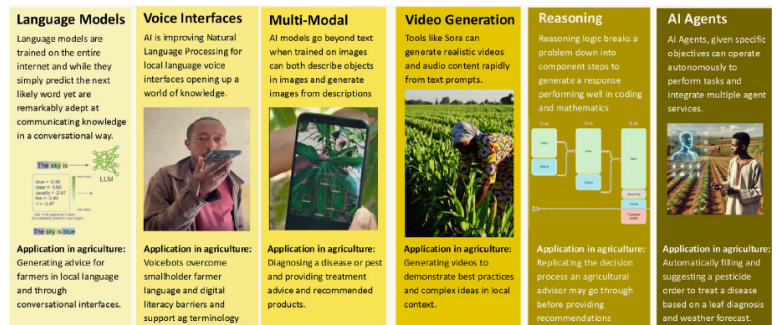 Language Models
Language models are
trained on the entire
internet and while they
simply predict the next
likely word yet are
remarkably adept at
communicating knowledge
in a conversational way.
The sky is
LLM
The sky is blue
Application in agriculture:
Generating advice for
farmers in local language
and through
conversational interfaces.
Voice Interfaces
AI is improving Natural
Language Processing for
local language voice
interfaces opening up a
world of knowledge.
Application in agriculture:
Voicebots overcome
smallholder farmer
language and digital
literacy barriers and
support ag terminology
Multi-Modal
AI models go beyond text
when trained on images
can both describe objects
in images and generate
images from descriptions
Application in agriculture:
Diagnosing a disease or pest
and providing treatment
advice and recommended
products.
Video Generation
Tools like Sora can
generate realistic videos
and audio content rapidly
from text prompts.
Application in agriculture:
Generating videos to
demonstrate best practices
and complex ideas in local
context.
Reasoning
Reasoning logic breaks a
problem down into
component steps to
generate a response
performing well in coding
and mathematics
Application in agriculture:
Replicating the decision
process an agricultural
advisor may go through
before providing
recommendations
AI Agents
AI Agents, given specific
objectives can operate
autonomously to
perform tasks and
integrate multiple agent
services.
Application in agriculture:
Automatically filling and
suggesting a pesticide
order to treat a disease
based on a leaf diagnosis
and weather forecast.